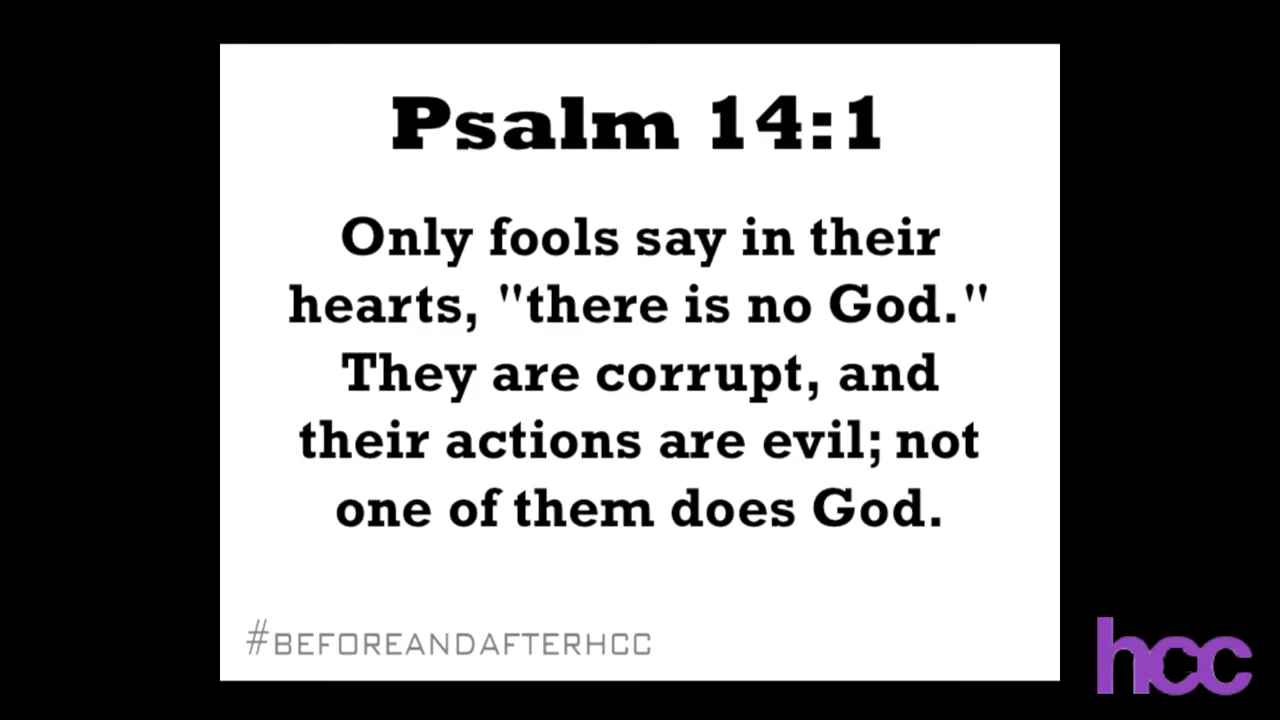 Psalm 14:1
Only fools say in their
hearts, "there is no God."
They are corrupt, and
their actions are evil; not
one of them does God.
#BEFOREANDAFTERHCC
hcc